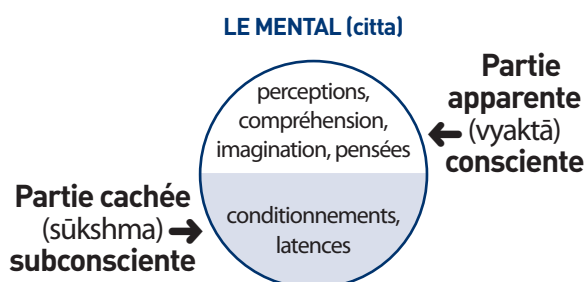 LE MENTAL (citta)
perceptions,
compréhension,
imagination, pensées
Partie
apparente
(vyaktā)
consciente
Partie cachée
(sūkshma)
subconsciente
conditionnements,
latences